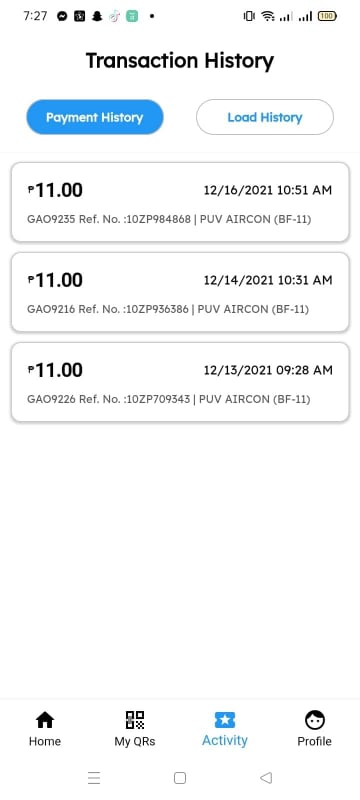 7:27
100
Transaction History
Payment History
Load History
₱11.00
12/16/2021 10:51 AM
GAO9235 Ref. No. :10ZP984868 | PUV AIRCON (BF-11)
₱11.00
12/14/2021 10:31 AM
GAO9216 Ref. No. :10ZP936386 | PUV AIRCON (BF-11)
₱11.00
12/13/2021 09:28 AM
GAO9226 Ref. No. :10ZP709343 | PUV AIRCON (BF-11)
Home
My QRs
Activity
Profile